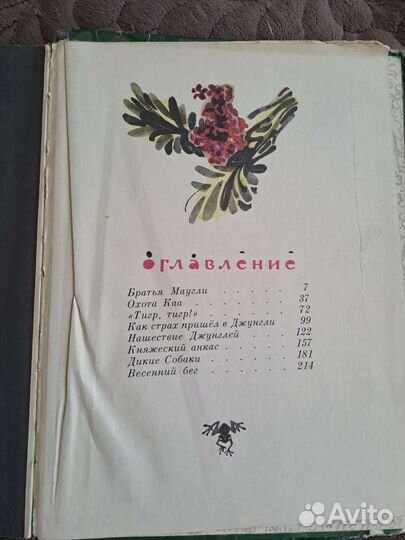 оглавление
Братья Маугли . . . . . . 7
Охота Каа . . . . . . . 37
«Тигр, тигр!» . . . . . . 72
Как страх пришёл в Джунгли . . 99
Нашествие Джунглей . . . . 122
Княжеский анкас . . . . . 157
Дикие Собаки . . . . . . 181
Весенний бег . . . . . . 214
Avito